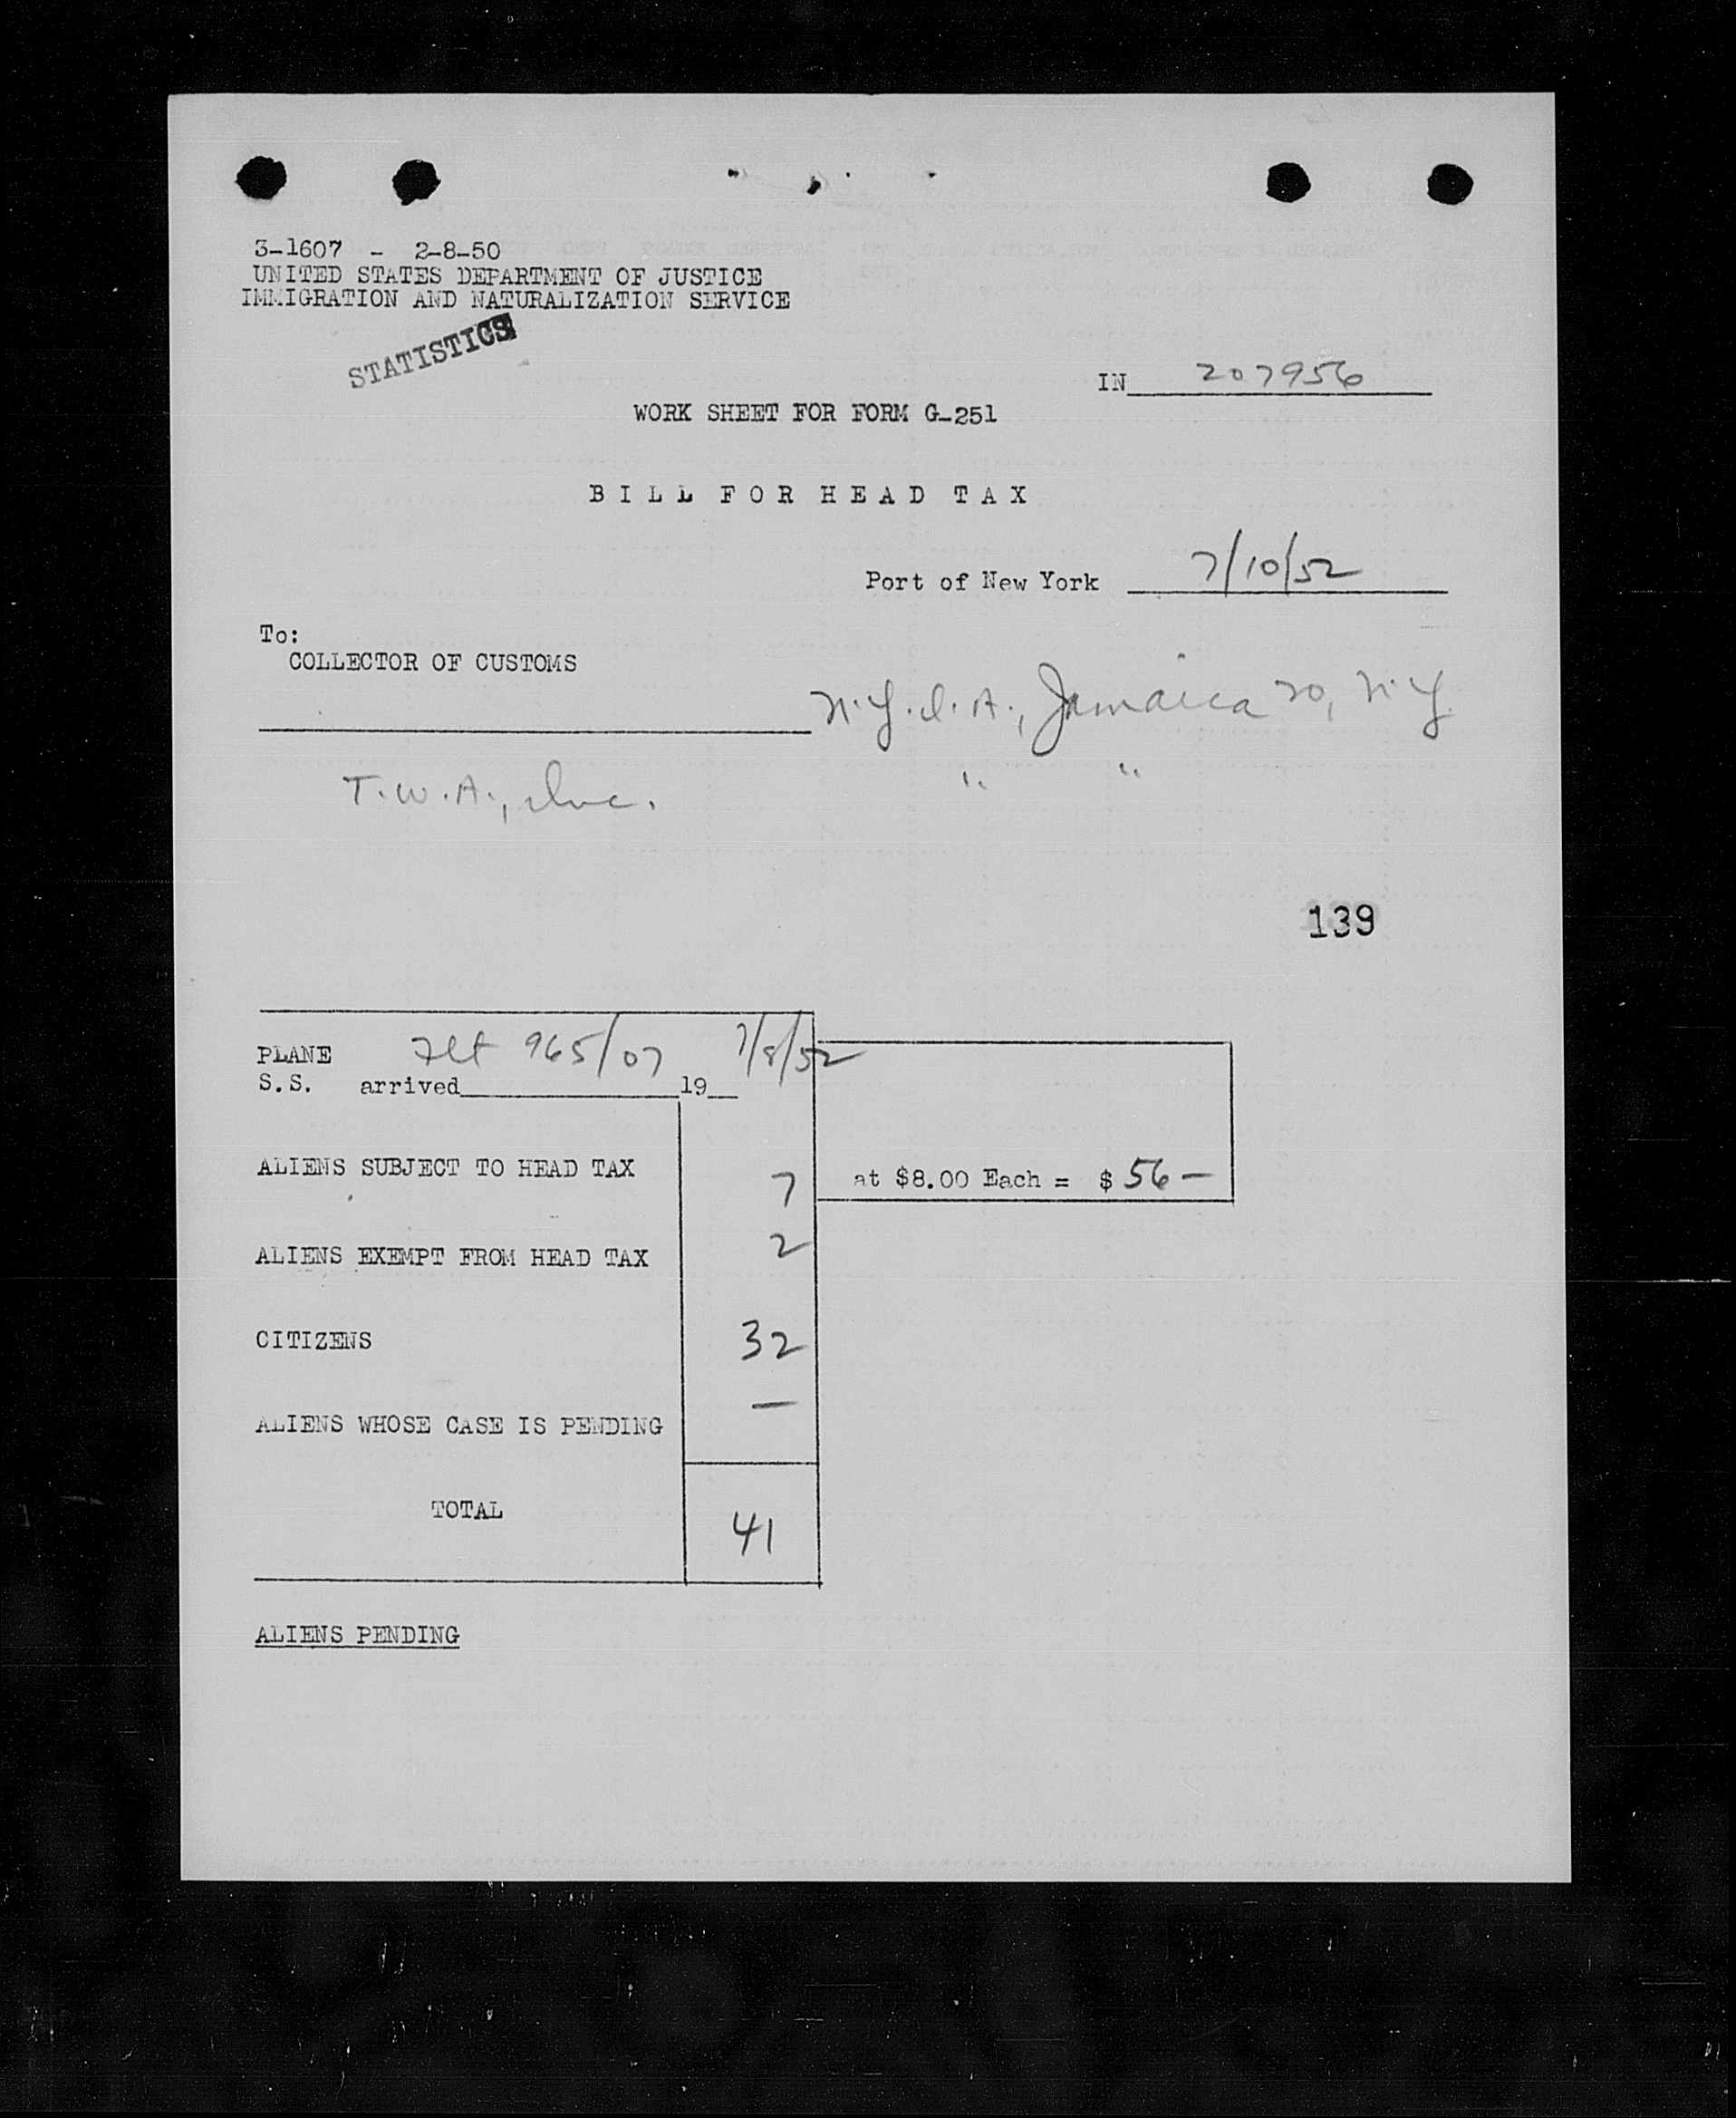 3-1607 - 2-8-50
UNITED STATES DEPARTMENT OF JUSTICE
IMMIGRATION AND NATURALIZATION SERVICE
STATISTICS
IN 207956
WORK SHEET FOR FORM G-251
BILL FOR HEAD TAX
Port of New York 7/10/52
To:
COLLECTOR OF CUSTOMS
N.Y.I.A., Jamaica 30, N.Y.
T.W.A., Inc. " "
139
PLANE Flt 965/07 7/8/52
S.S. arrived 19
ALIENS SUBJECT TO HEAD TAX 7 at $8.00 Each = $ 56 —
ALIENS EXEMPT FROM HEAD TAX 2
CITIZENS 32
ALIENS WHOSE CASE IS PENDING —
TOTAL 41
ALIENS PENDING